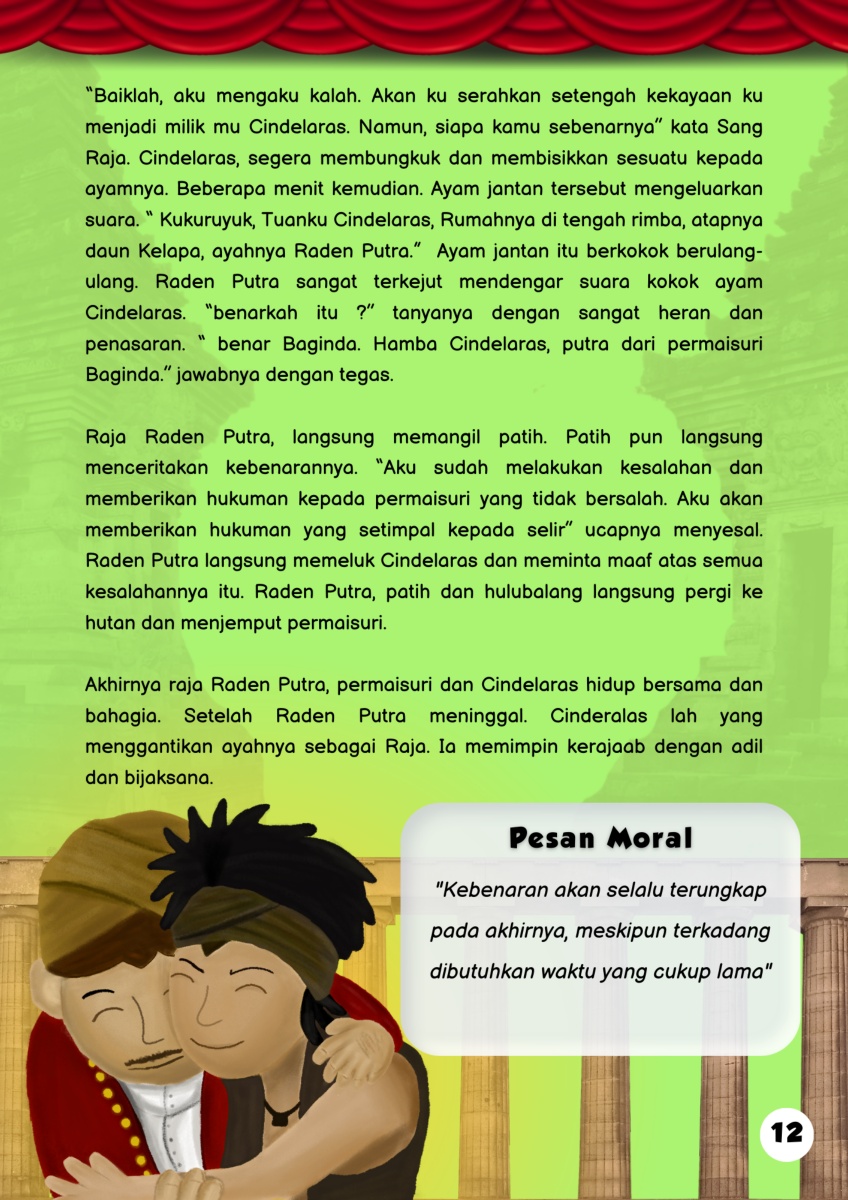 “Baiklah, aku mengaku kalah. Akan ku serahkan setengah kekayaan ku
menjadi milik mu Cindelaras. Namun, siapa kamu sebenarnya” kata Sang
Raja. Cindelaras, segera membungkuk dan membisikkan sesuatu kepada
ayamnya. Beberapa menit kemudian. Ayam jantan tersebut mengeluarkan
suara. “ Kukuruyuk, Tuanku Cindelaras, Rumahnya di tengah rimba, atapnya
daun Kelapa, ayahnya Raden Putra.” Ayam jantan itu berkokok berulang-
ulang. Raden Putra sangat terkejut mendengar suara kokok ayam
Cindelaras. “benarkah itu ?” tanyanya dengan sangat heran dan
penasaran. “ benar Baginda. Hamba Cindelaras, putra dari permaisuri
Baginda.” jawabnya dengan tegas.
Raja Raden Putra, langsung memangil patih. Patih pun langsung
menceritakan kebenarannya. “Aku sudah melakukan kesalahan dan
memberikan hukuman kepada permaisuri yang tidak bersalah. Aku akan
memberikan hukuman yang setimpal kepada selir” ucapnya menyesal.
Raden Putra langsung memeluk Cindelaras dan meminta maaf atas semua
kesalahannya itu. Raden Putra, patih dan hulubalang langsung pergi ke
hutan dan menjemput permaisuri.
Akhirnya raja Raden Putra, permaisuri dan Cindelaras hidup bersama dan
bahagia. Setelah Raden Putra meninggal. Cinderalas lah yang
menggantikan ayahnya sebagai Raja. Ia memimpin kerajaab dengan adil
dan bijaksana.
Pesan Moral
"Kebenaran akan selalu terungkap
pada akhirnya, meskipun terkadang
dibutuhkan waktu yang cukup lama"
12